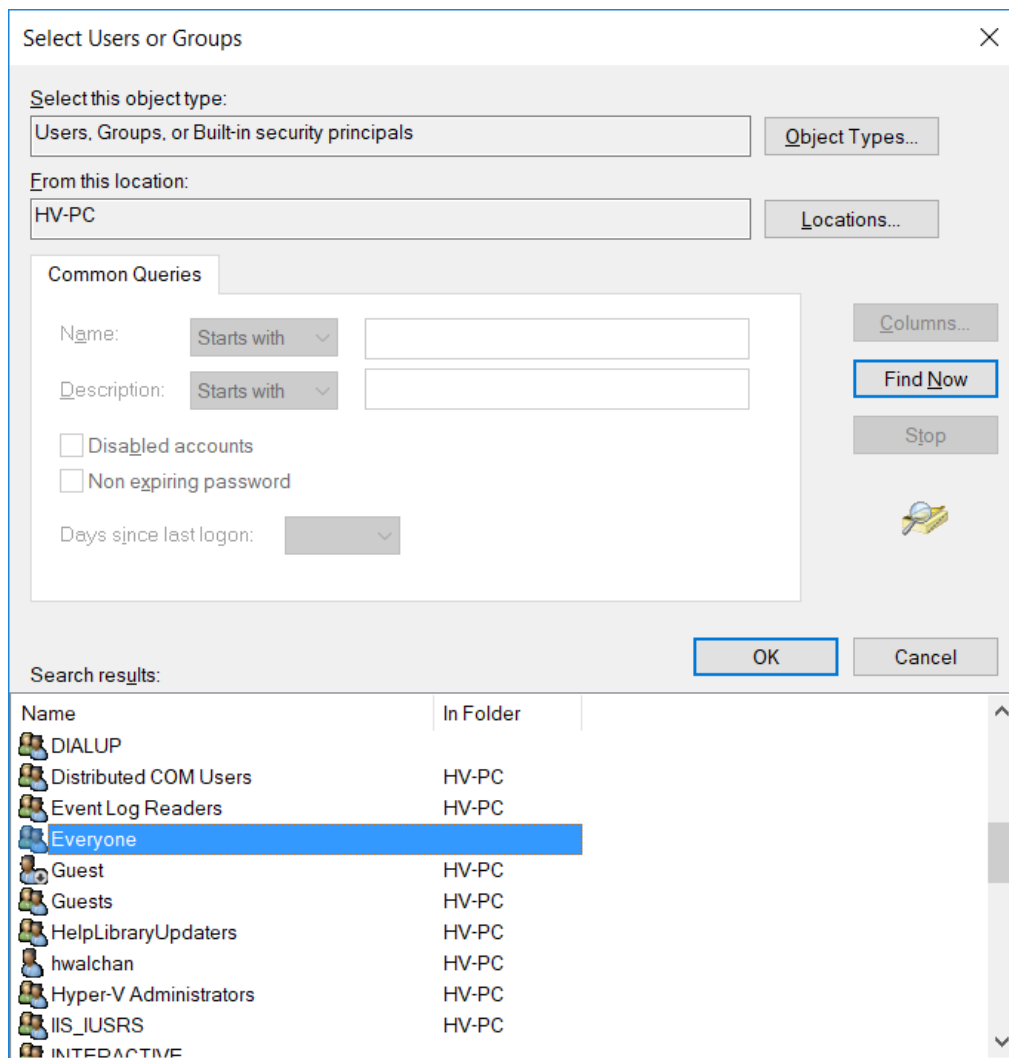 Select Users or Groups
Select this object type:
Users, Groups, or Built-in security principals
Object Types...
From this location:
HV-PC
Locations...
Common Queries
Name:
Starts with
Columns...
Description:
Starts with
Find Now
Disabled accounts
Stop
Non expiring password
Days since last logon:
OK
Cancel
Search results:
Name In Folder
DIALUP
Distributed COM Users HV-PC
Event Log Readers HV-PC
Everyone
Guest HV-PC
Guests HV-PC
HelpLibraryUpdaters HV-PC
hwalchan HV-PC
Hyper-V Administrators HV-PC
IIS_IUSRS HV-PC
INTERACTIVE